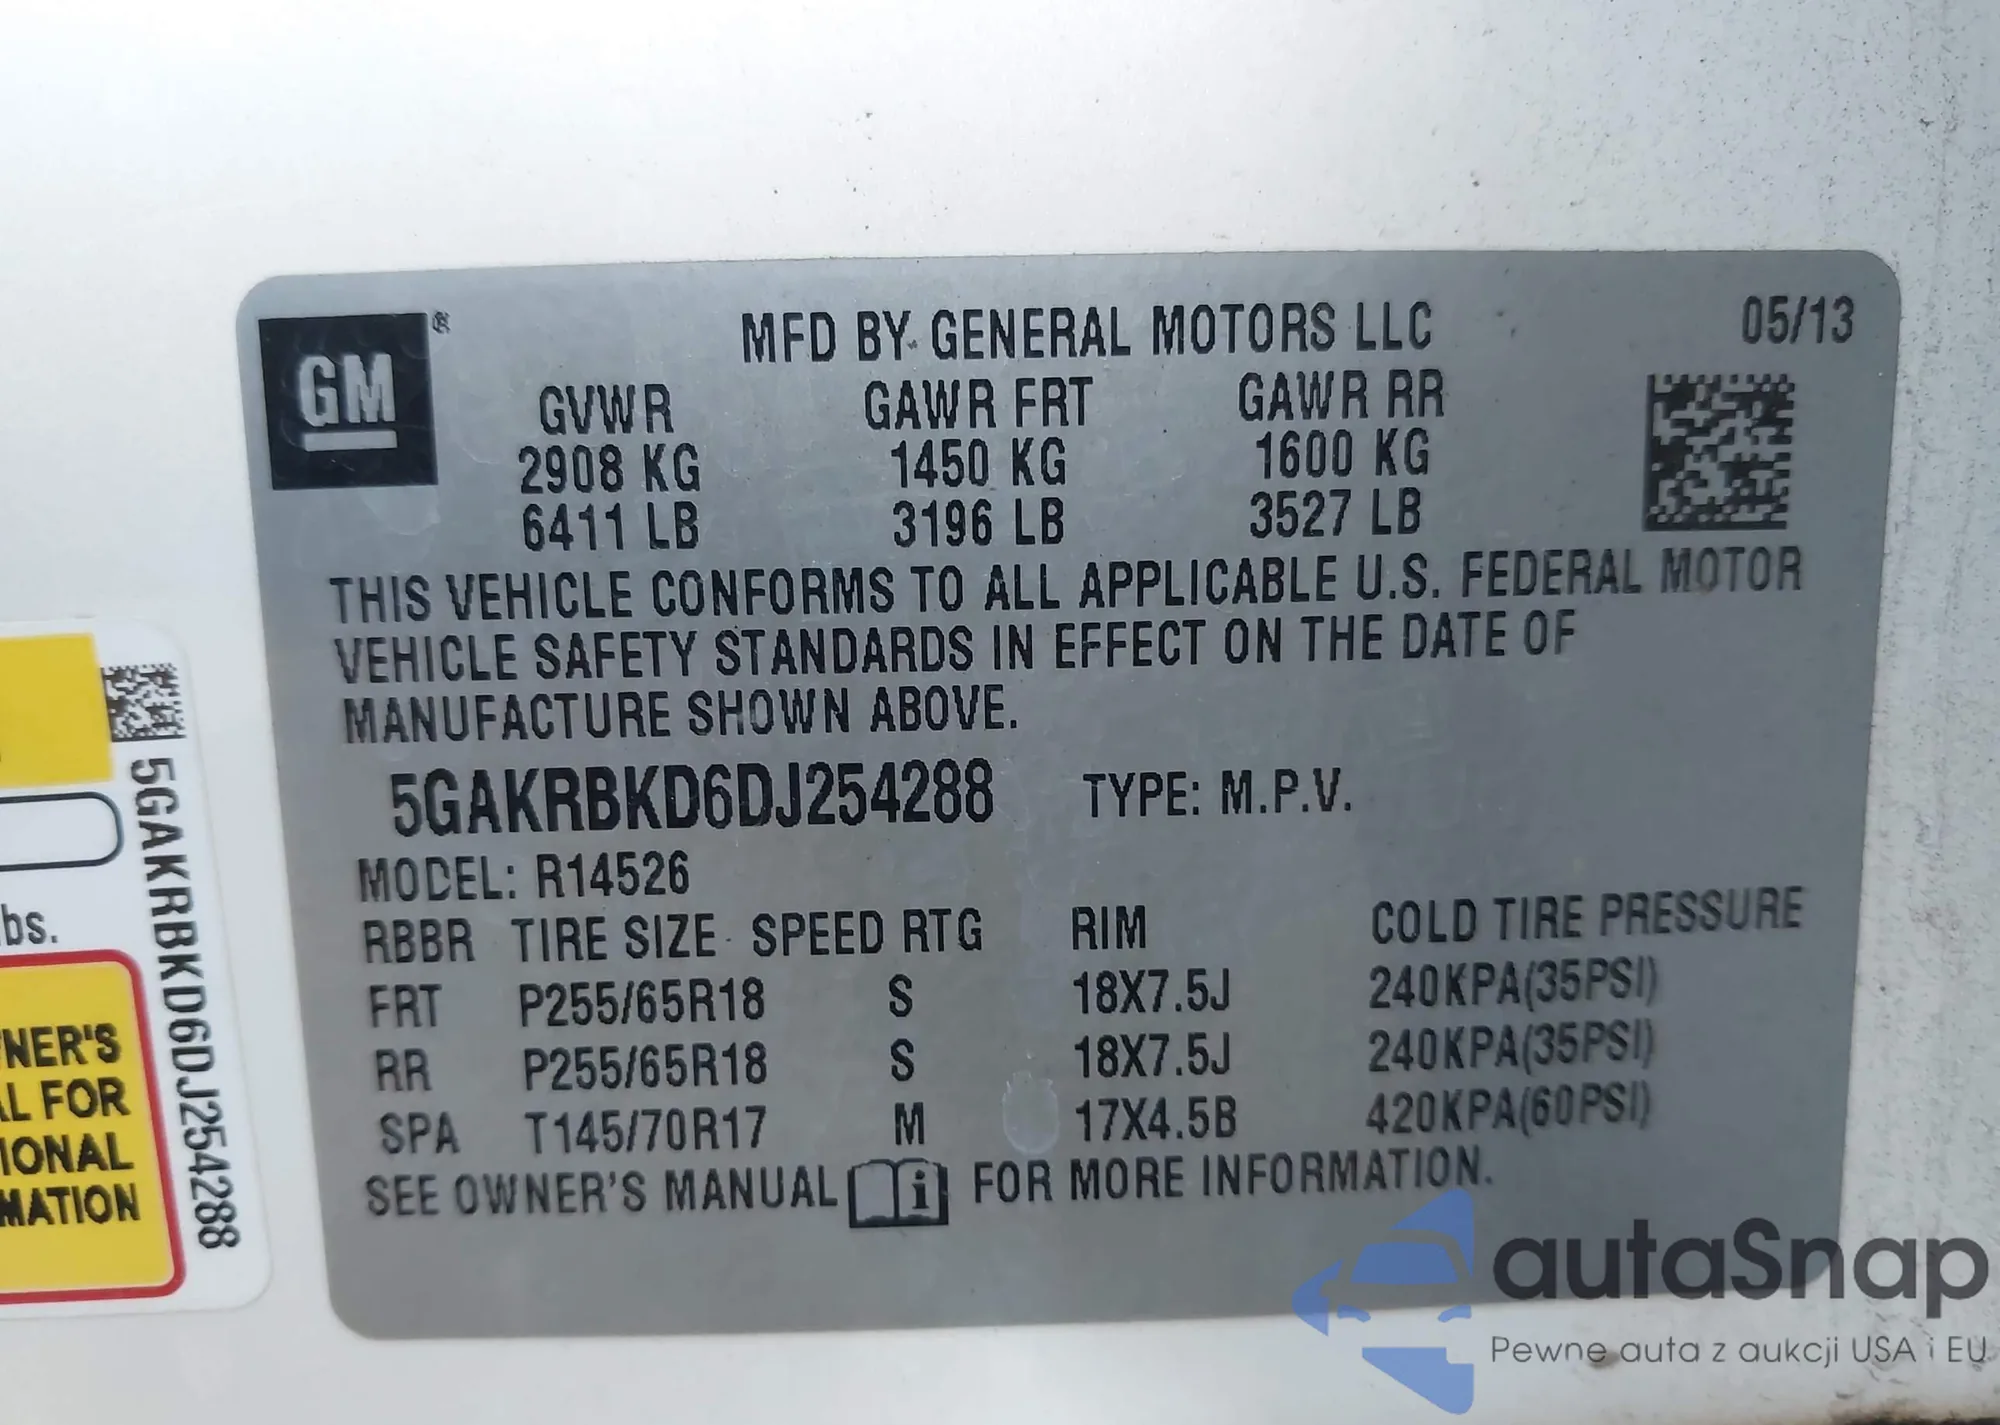 GM ®
MFD BY GENERAL MOTORS LLC 05/13
GVWR GAWR FRT GAWR RR
2908 KG 1450 KG 1600 KG
6411 LB 3196 LB 3527 LB
THIS VEHICLE CONFORMS TO ALL APPLICABLE U.S. FEDERAL MOTOR
VEHICLE SAFETY STANDARDS IN EFFECT ON THE DATE OF
MANUFACTURE SHOWN ABOVE.
5GAKRBKD6DJ254288 TYPE: M.P.V.
MODEL: R14526
RBBR TIRE SIZE SPEED RTG RIM COLD TIRE PRESSURE
FRT P255/65R18 S 18X7.5J 240KPA(35PSI)
RR P255/65R18 S 18X7.5J 240KPA(35PSI)
SPA T145/70R17 M 17X4.5B 420KPA(60PSI)
SEE OWNER'S MANUAL i FOR MORE INFORMATION.
5GAKRBKD6DJ254288
bs.
NER'S
L FOR
IONAL
MATION
autaSnap
Pewne auta z aukcji USA i EU